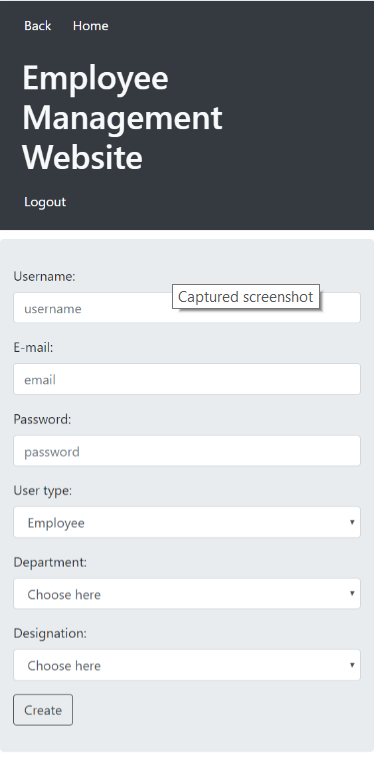 Back Home
Employee
Management
Website
Logout
Username:
Captured screenshot
username
E-mail:
email
Password:
password
User type:
Employee
Department:
Choose here
Designation:
Choose here
Create